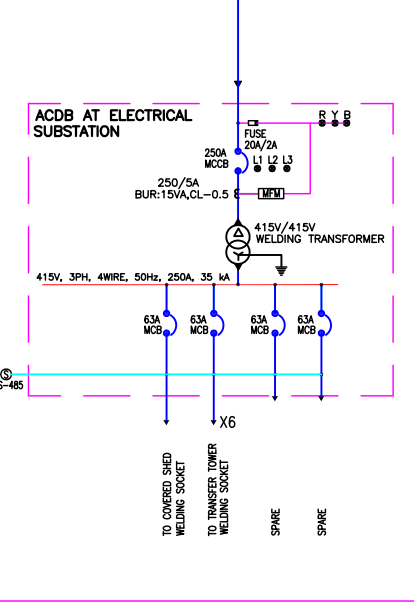 ACDB AT ELECTRICAL
SUBSTATION
R Y B
FUSE
20A/2A
250A
MCCB
L1 L2 L3
250/5A
BUR:15VA,CL-0.5
MFM
415V/415V
WELDING TRANSFORMER
415V, 3PH, 4WIRE, 50Hz, 250A, 35 kA
63A
MCB
63A
MCB
63A
MCB
63A
MCB
S
S-485
X6
TO COVERED SHED
WELDING SOCKET
TO TRANSFER TOWER
WELDING SOCKET
SPARE
SPARE